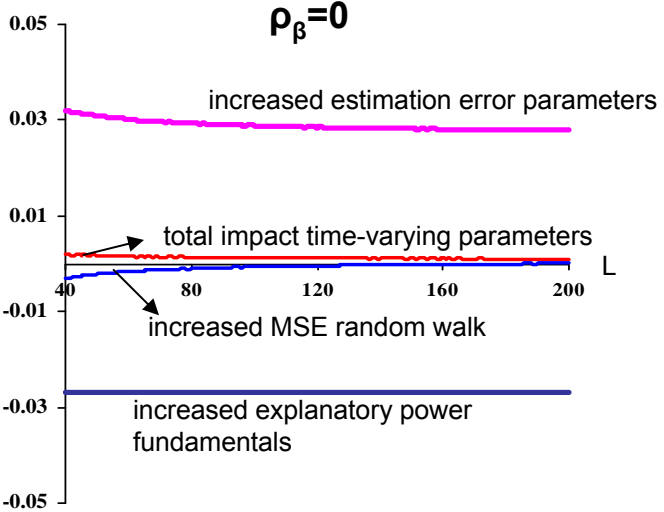 ρβ=0
0.05
increased estimation error parameters
0.03
0.01
total impact time-varying parameters
L
40
80
120
160
200
-0.01
increased MSE random walk
-0.03
increased explanatory power
fundamentals
-0.05